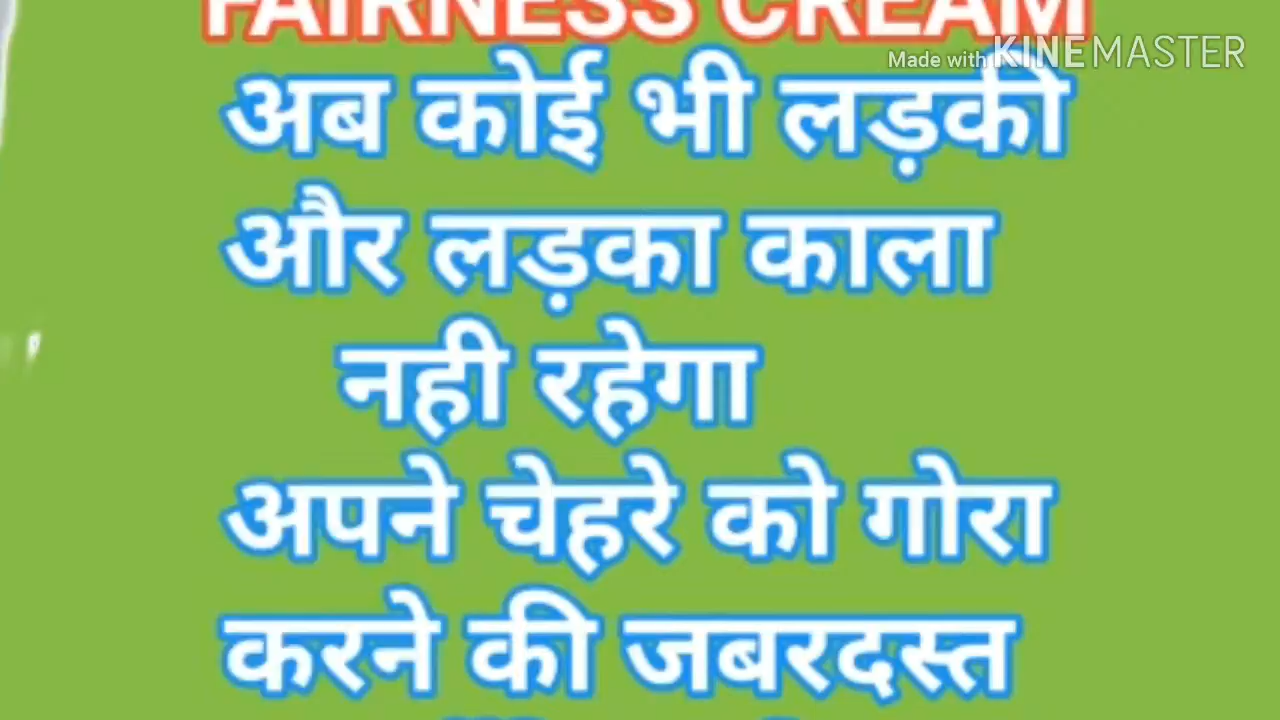 FAIRNESS CREAM
Made with KINEMASTER
अब कोई भी लड़की
और लड़का काला
नही रहेगा
अपने चेहरे को गोरा
करने की जबरदस्त